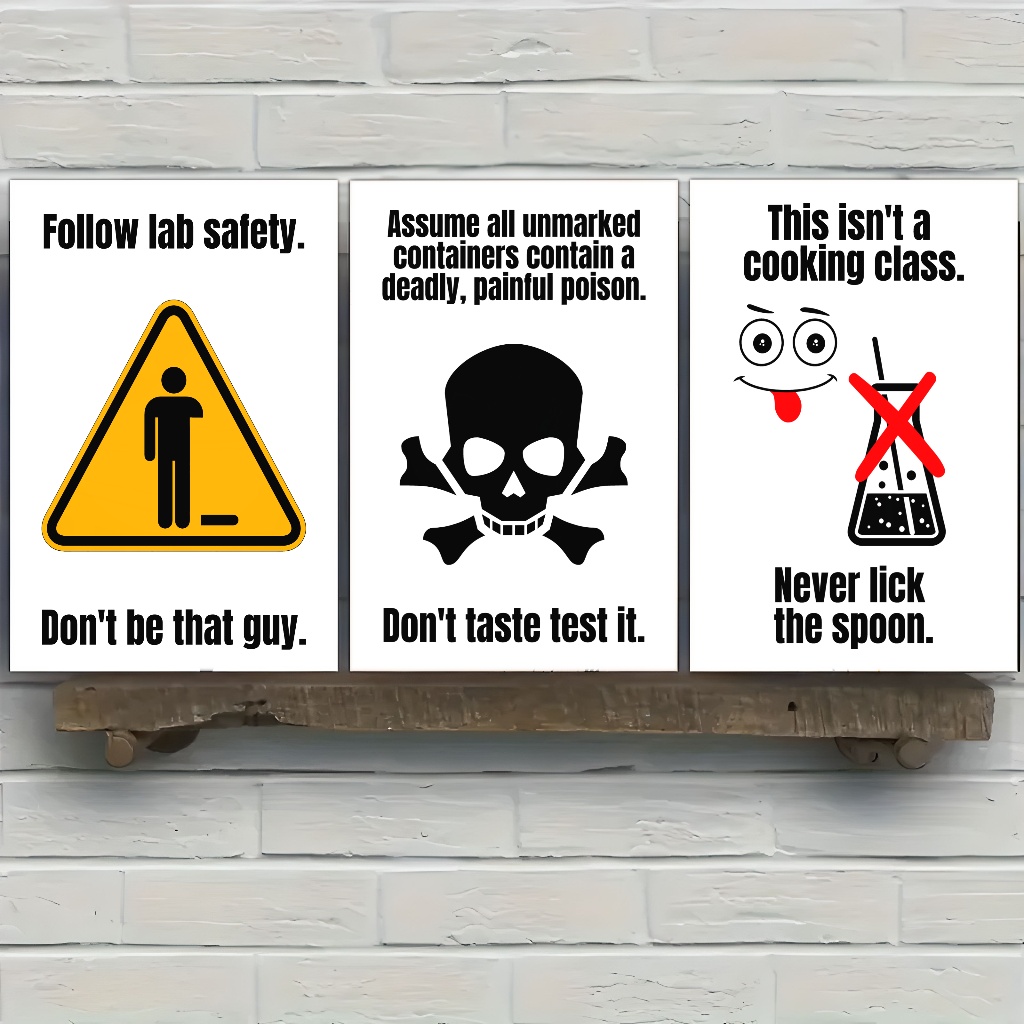 Follow lab safety.
Don't be that guy.
Assume all unmarked
containers contain a
deadly, painful poison.
Don't taste test it.
This isn't a
cooking class.
Never lick
the spoon.